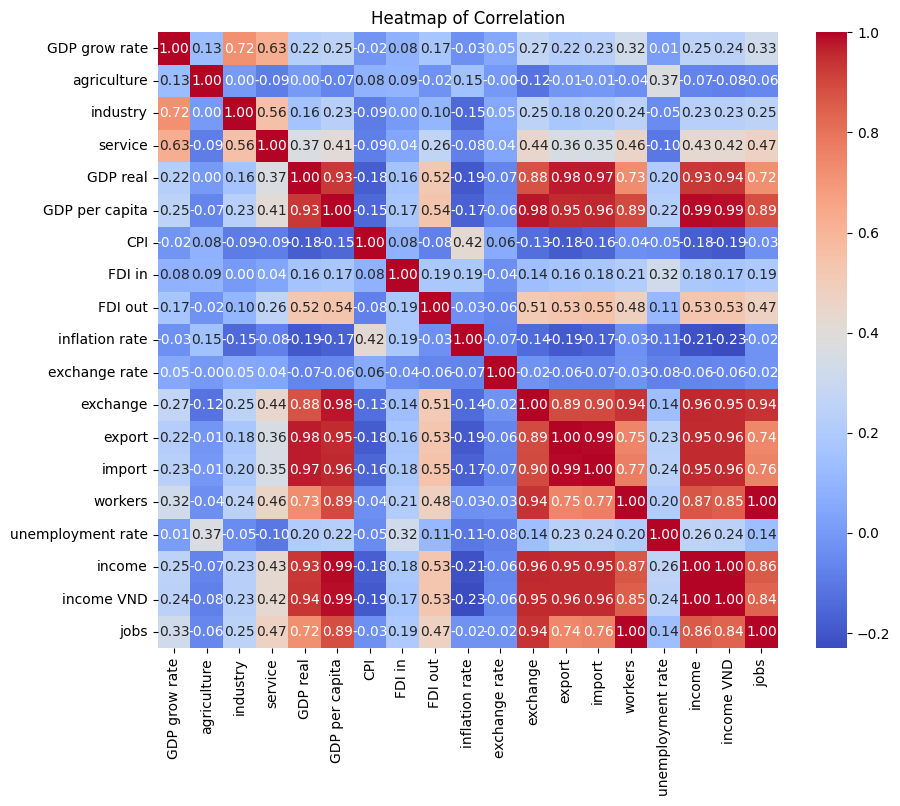 Heatmap of Correlation
GDP grow rate 1.00 0.13 0.72 0.63 0.22 0.25 -0.02 0.08 0.17 -0.03 0.05 0.27 0.22 0.23 0.32 0.01 0.25 0.24 0.33
agriculture 0.13 1.00 0.00 -0.09 0.00 -0.07 0.08 0.09 -0.02 0.15 -0.00 -0.12 -0.01 -0.01 -0.04 0.37 -0.07 -0.08 -0.06
industry 0.72 0.00 1.00 0.56 0.16 0.23 -0.09 0.00 0.10 -0.15 0.05 0.25 0.18 0.20 0.24 -0.05 0.23 0.23 0.25
service 0.63 -0.09 0.56 1.00 0.37 0.41 -0.09 0.04 0.26 -0.08 0.04 0.44 0.36 0.35 0.46 -0.10 0.43 0.42 0.47
GDP real 0.22 0.00 0.16 0.37 1.00 0.93 -0.18 0.16 0.52 -0.19 -0.07 0.88 0.98 0.97 0.73 0.20 0.93 0.94 0.72
GDP per capita 0.25 -0.07 0.23 0.41 0.93 1.00 -0.15 0.17 0.54 -0.17 -0.06 0.98 0.95 0.96 0.89 0.22 0.99 0.99 0.89
CPI -0.02 0.08 -0.09 -0.09 -0.18 -0.15 1.00 0.08 -0.08 0.42 0.06 -0.13 -0.18 -0.16 -0.04 -0.05 -0.18 -0.19 -0.03
FDI in 0.08 0.09 0.00 0.04 0.16 0.17 0.08 1.00 0.19 0.19 -0.04 0.14 0.16 0.18 0.21 0.32 0.18 0.17 0.19
FDI out 0.17 -0.02 0.10 0.26 0.52 0.54 -0.08 0.19 1.00 -0.03 -0.06 0.51 0.53 0.55 0.48 0.11 0.53 0.53 0.47
inflation rate -0.03 0.15 -0.15 -0.08 -0.19 -0.17 0.42 0.19 -0.03 1.00 -0.07 -0.14 -0.19 -0.17 -0.03 -0.11 -0.21 -0.23 -0.02
exchange rate 0.05 -0.00 0.05 0.04 -0.07 -0.06 0.06 -0.04 -0.06 -0.07 1.00 -0.02 -0.06 -0.07 -0.03 -0.08 -0.06 -0.06 -0.02
exchange 0.27 -0.12 0.25 0.44 0.88 0.98 -0.13 0.14 0.51 -0.14 -0.02 1.00 0.89 0.90 0.94 0.14 0.96 0.95 0.94
export 0.22 -0.01 0.18 0.36 0.98 0.95 -0.18 0.16 0.53 -0.19 -0.06 0.89 1.00 0.99 0.75 0.23 0.95 0.96 0.74
import 0.23 -0.01 0.20 0.35 0.97 0.96 -0.16 0.18 0.55 -0.17 -0.07 0.90 0.99 1.00 0.77 0.24 0.95 0.96 0.76
workers 0.32 -0.04 0.24 0.46 0.73 0.89 -0.04 0.21 0.48 -0.03 -0.03 0.94 0.75 0.77 1.00 0.20 0.87 0.85 1.00
unemployment rate 0.01 0.37 -0.05 -0.10 0.20 0.22 -0.05 0.32 0.11 -0.11 -0.08 0.14 0.23 0.24 0.20 1.00 0.26 0.24 0.14
income 0.25 -0.07 0.23 0.43 0.93 0.99 -0.18 0.18 0.53 -0.21 -0.06 0.96 0.95 0.95 0.87 0.26 1.00 1.00 0.86
income VND 0.24 -0.08 0.23 0.42 0.94 0.99 -0.19 0.17 0.53 -0.23 -0.06 0.95 0.96 0.96 0.85 0.24 1.00 1.00 0.84
jobs 0.33 -0.06 0.25 0.47 0.72 0.89 -0.03 0.19 0.47 -0.02 -0.02 0.94 0.74 0.76 1.00 0.14 0.86 0.84 1.00
GDP grow rate
agriculture
industry
service
GDP real
GDP per capita
CPI
FDI in
FDI out
inflation rate
exchange rate
exchange
export
import
workers
unemployment rate
income
income VND
jobs
1.0
0.8
0.6
0.4
0.2
0.0
−0.2